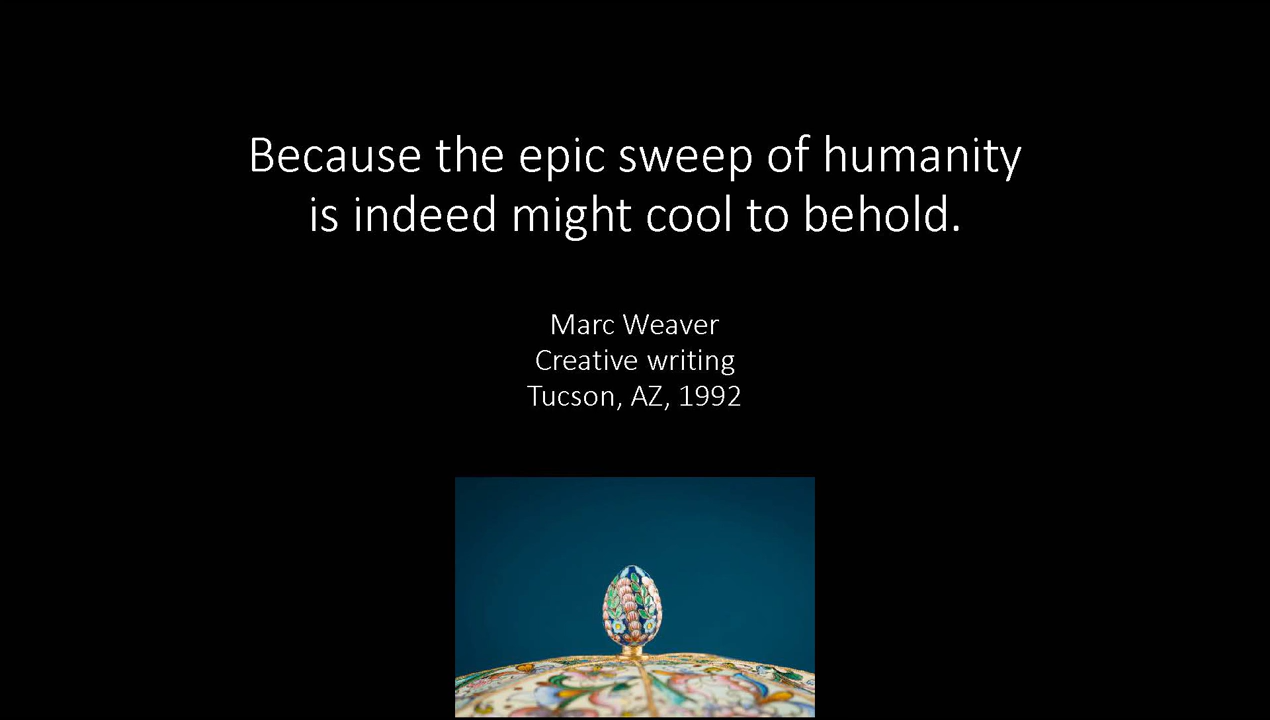 Because the epic sweep of humanity
is indeed might cool to behold.
Marc Weaver
Creative writing
Tucson, AZ, 1992